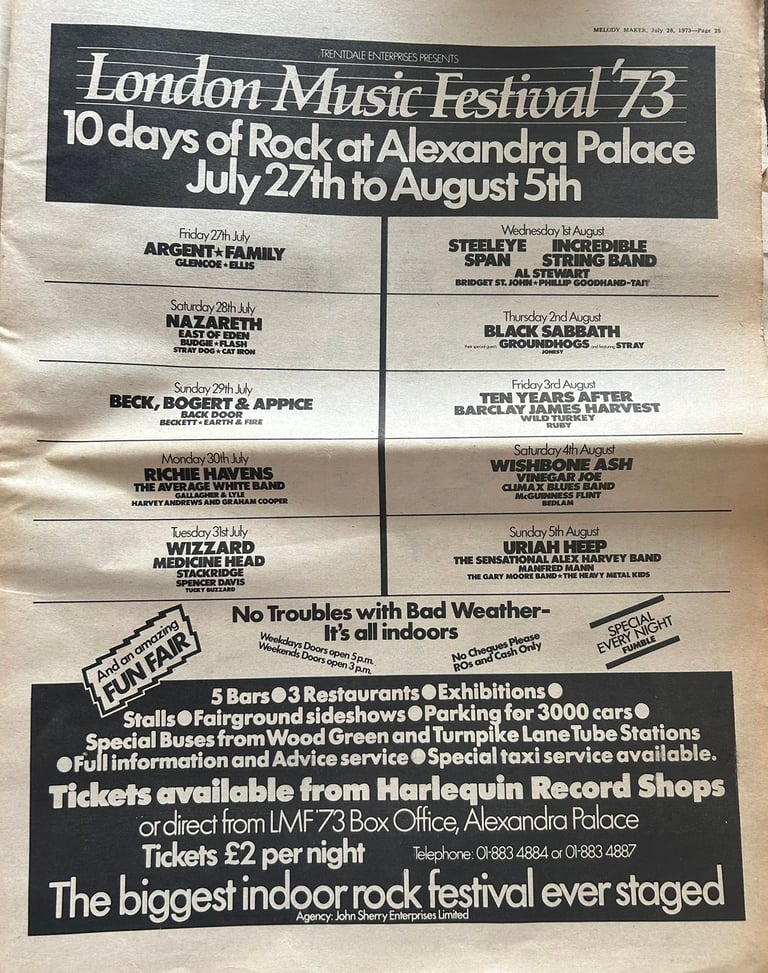 MELODY MAKER, July 28, 1973—Page 25
TRENTDALE ENTERPRISES PRESENTS
London Music Festival '73
10 days of Rock at Alexandra Palace
July 27th to August 5th
Friday 27th July
ARGENT★FAMILY
GLENCOE★ELLIS
Saturday 28th July
NAZARETH
EAST OF EDEN
BUDGIE★FLASH
STRAY DOG★CAT IRON
Sunday 29th July
BECK, BOGERT & APPICE
BACK DOOR
BECKETT★EARTH & FIRE
Monday 30th July
RICHIE HAVENS
THE AVERAGE WHITE BAND
GALLAGHER & LYLE
HARVEY ANDREWS AND GRAHAM COOPER
Tuesday 31st July
WIZZARD
MEDICINE HEAD
STACKRIDGE
SPENCER DAVIS
TUCKY BUZZARD
Wednesday 1st August
STEELEYE SPAN
INCREDIBLE STRING BAND
AL STEWART
BRIDGET ST. JOHN★PHILLIP GOODHAND-TAIT
Thursday 2nd August
BLACK SABBATH
their special guests GROUNDHOGS and featuring STRAY
JONESY
Friday 3rd August
TEN YEARS AFTER
BARCLAY JAMES HARVEST
WILD TURKEY
RUBY
Saturday 4th August
WISHBONE ASH
VINEGAR JOE
CLIMAX BLUES BAND
McGUINNESS FLINT
BEDLAM
Sunday 5th August
URIAH HEEP
THE SENSATIONAL ALEX HARVEY BAND
MANFRED MANN
THE GARY MOORE BAND★THE HEAVY METAL KIDS
And an amazing
FUN FAIR
No Troubles with Bad Weather-
It's all indoors
Weekdays Doors open 5 p.m.
Weekends Doors open 3 p.m.
No Cheques Please
POs and Cash Only
SPECIAL
EVERY NIGHT
FUMBLE
5 Bars●3 Restaurants●Exhibitions●
Stalls●Fairground sideshows●Parking for 3000 cars●
Special Buses from Wood Green and Turnpike Lane Tube Stations
●Full information and Advice service●Special taxi service available.
Tickets available from Harlequin Record Shops
or direct from LMF '73 Box Office, Alexandra Palace
Tickets £2 per night
Telephone: 01-883 4884 or 01-883 4887
The biggest indoor rock festival ever staged
Agency: John Sherry Enterprises Limited